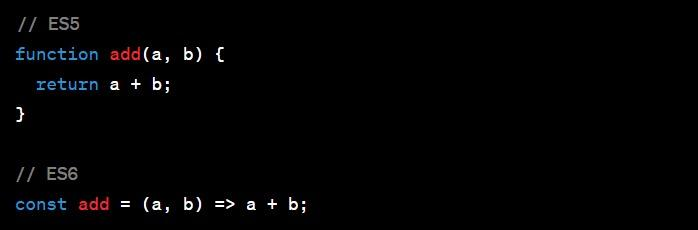 // ES5
function add(a, b) {
  return a + b;
}

// ES6
const add = (a, b) => a + b;